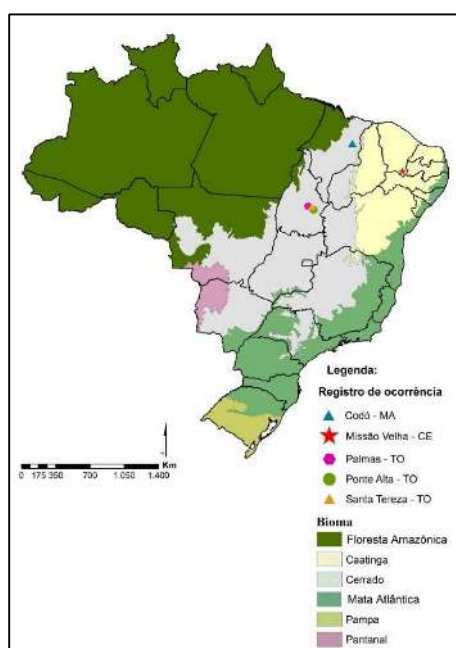 Legenda:
Registro de ocorrência
Codó - MA
Missão Velha - CE
Palmas - TO
Ponte Alta - TO
Santa Tereza - TO
Km
0 175 350 700 1.050 1.400
Bioma
Floresta Amazônica
Caatinga
Cerrado
Mata Atlântica
Pampa
Pantanal